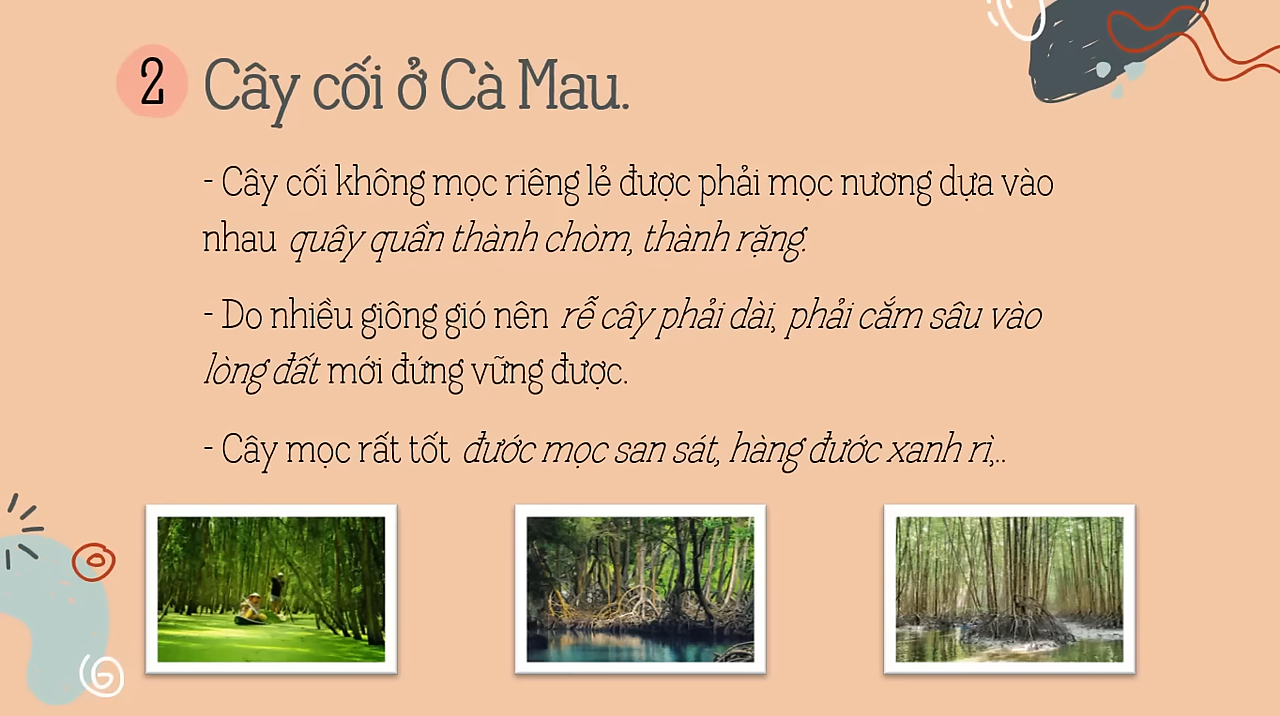 2 Cây cối ở Cà Mau.
- Cây cối không mọc riêng lẻ được phải mọc nương dựa vào
nhau quây quần thành chòm, thành rặng.
- Do nhiều giông gió nên rễ cây phải dài, phải cắm sâu vào
lòng đất mới đứng vững được.
- Cây mọc rất tốt đước mọc san sát, hàng đước xanh rì,..